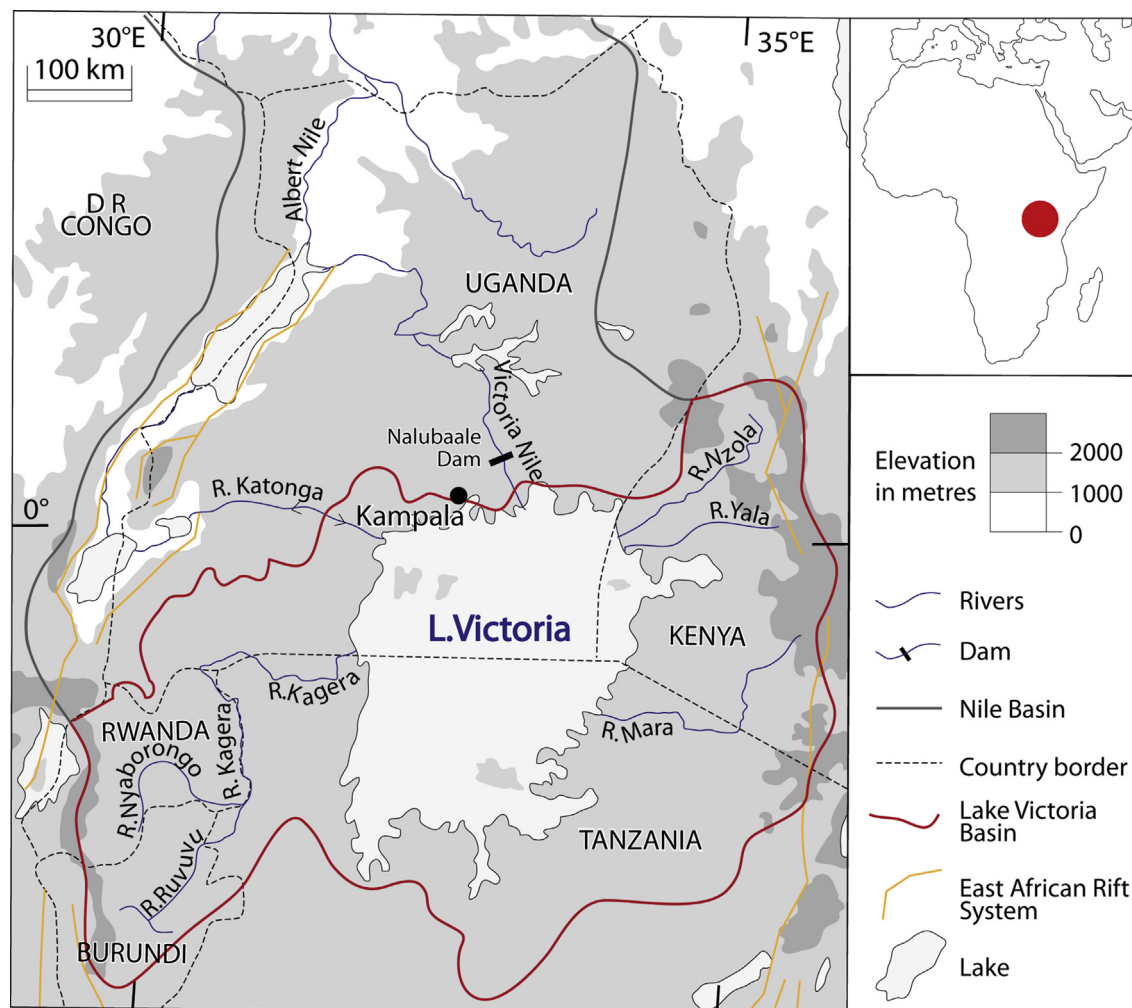 30°E
35°E
100 km
Albert Nile
D R
CONGO
UGANDA
Victoria Nile
Nalubaale
Dam
R.Nzola
R. Katonga
Kampala
R.Yala
0°
L.Victoria
KENYA
R.Kagera
R. Kagera
RWANDA
R.Nyaborongo
R.Mara
R.Ruvuvu
TANZANIA
BURUNDI
Elevation
in metres
2000
1000
0
Rivers
Dam
Nile Basin
Country border
Lake Victoria
Basin
East African Rift
System
Lake